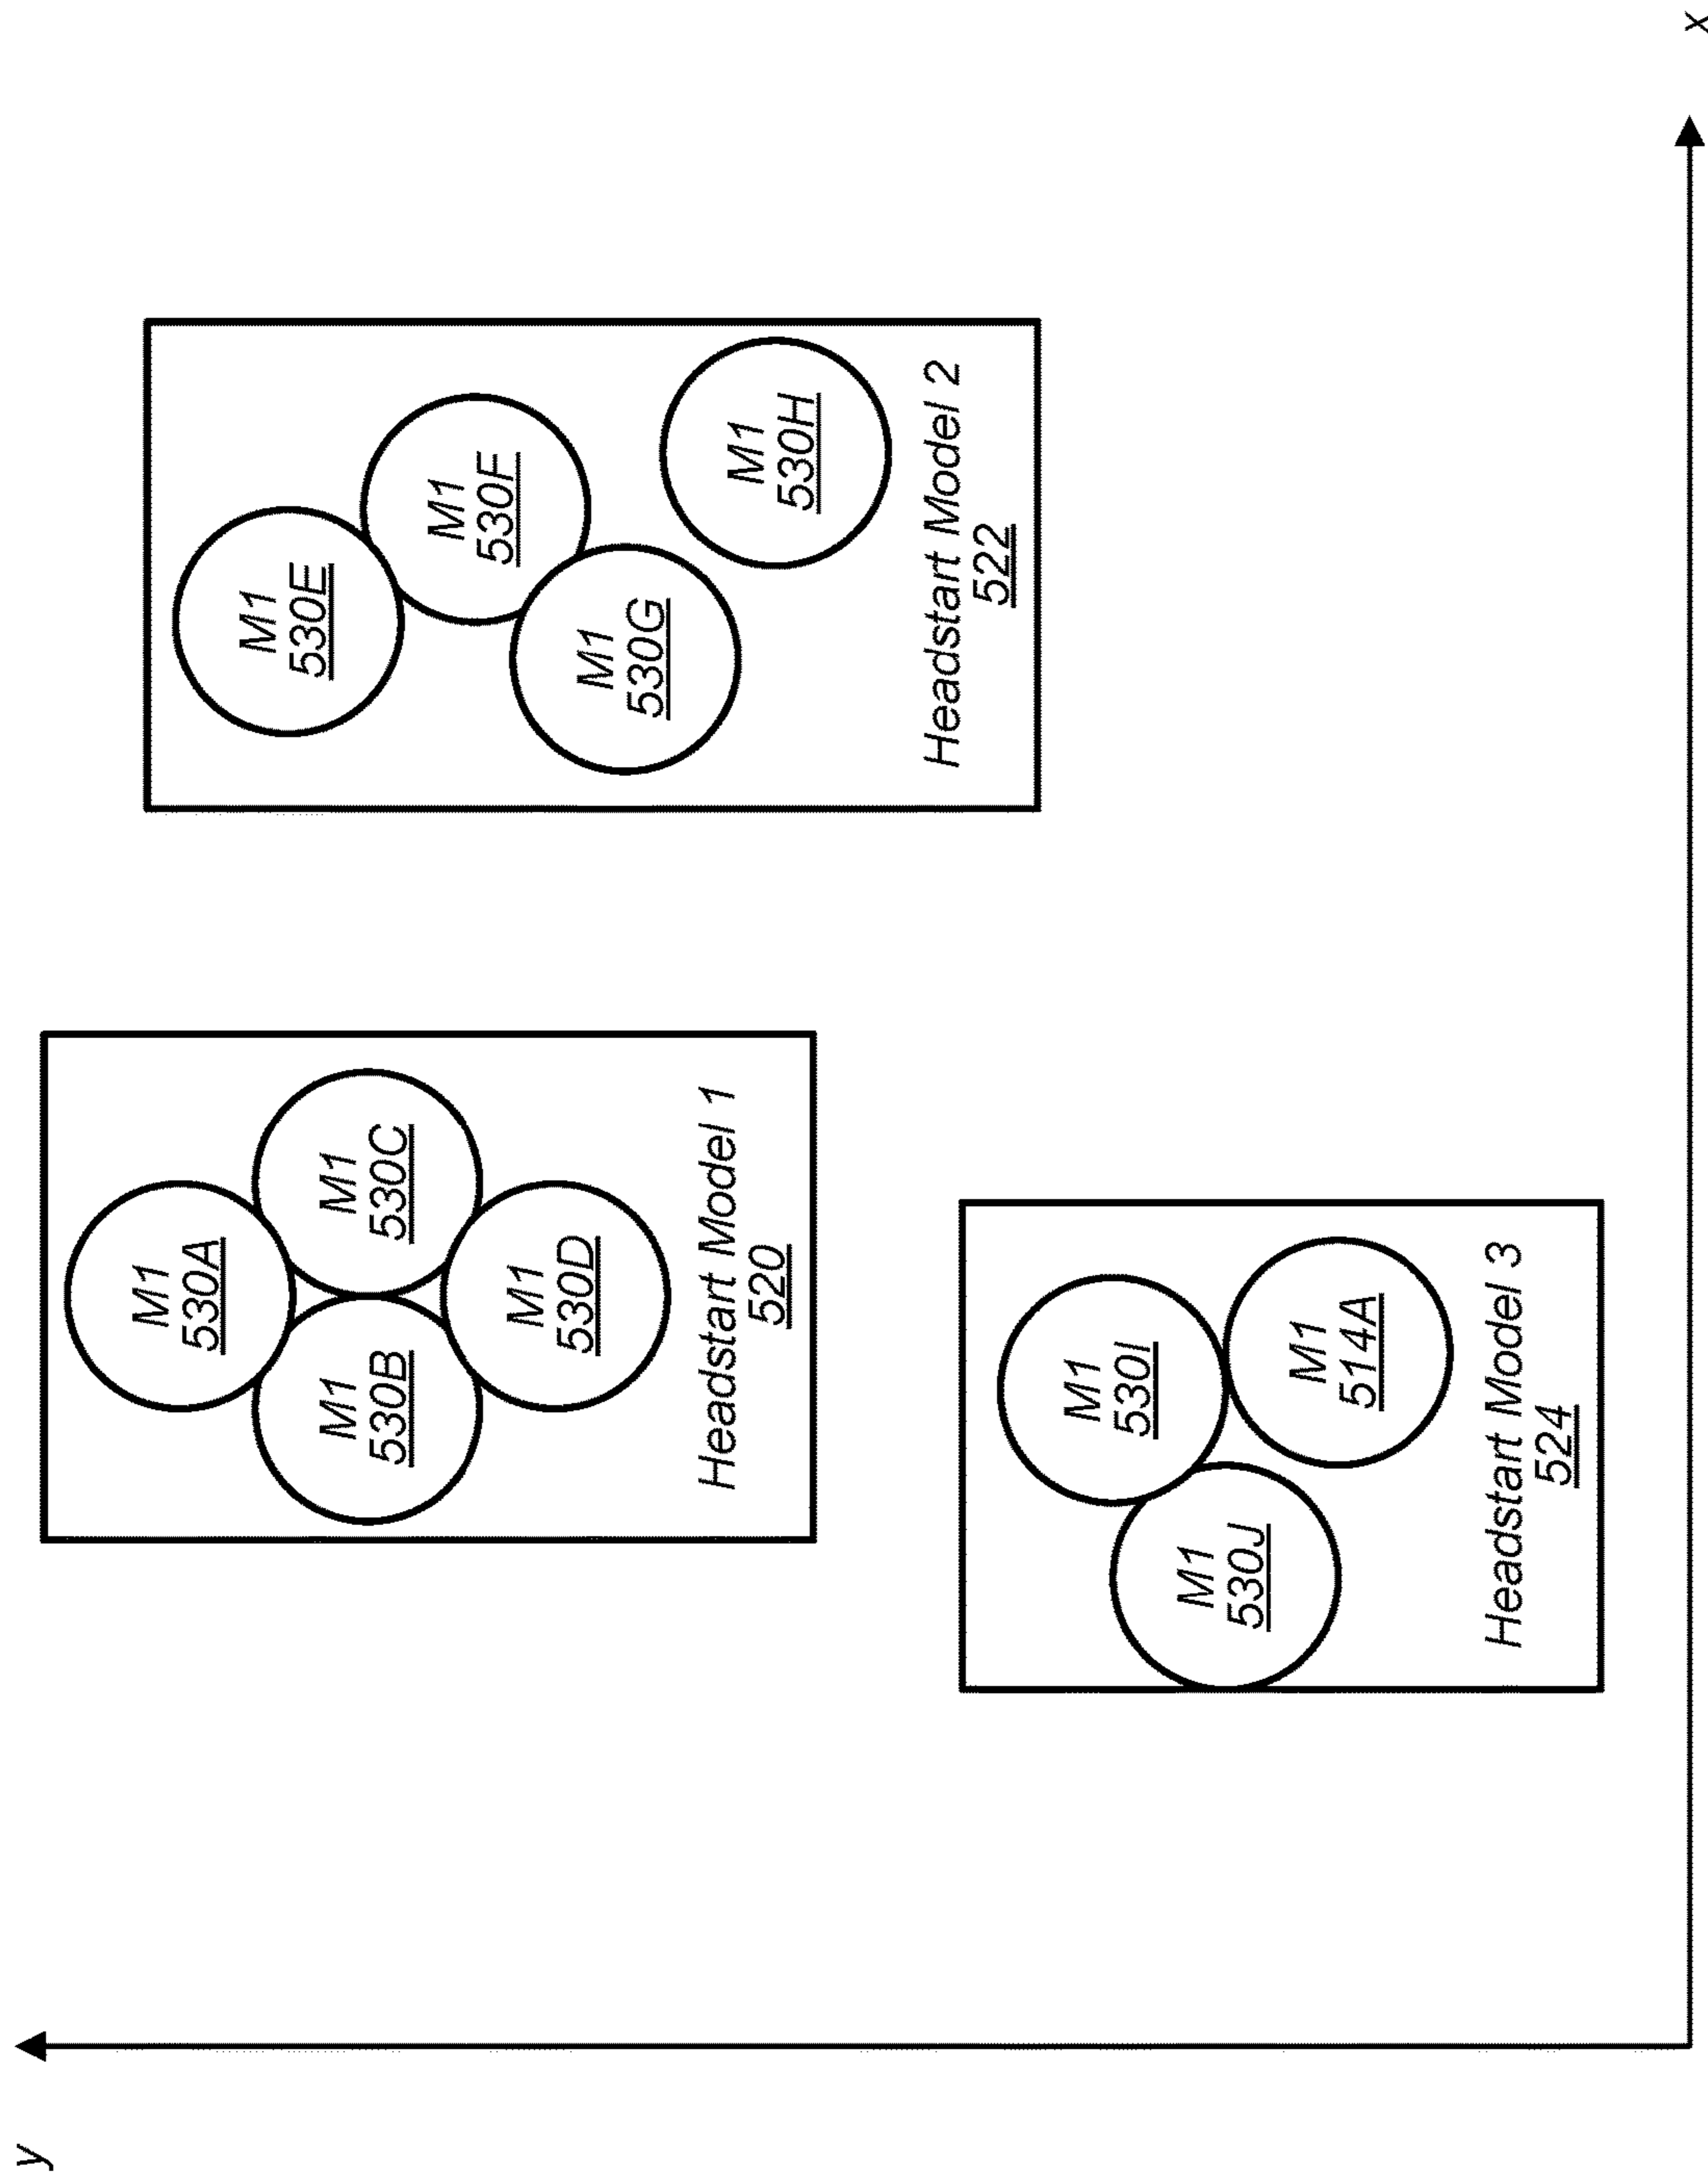 y
M1
530A
M1
530B
M1
530C
M1
530D
Headstart Model 1
520
M1
530E
M1
530F
M1
530G
M1
530H
Headstart Model 2
522
M1
530I
M1
530J
M1
514A
Headstart Model 3
524
x